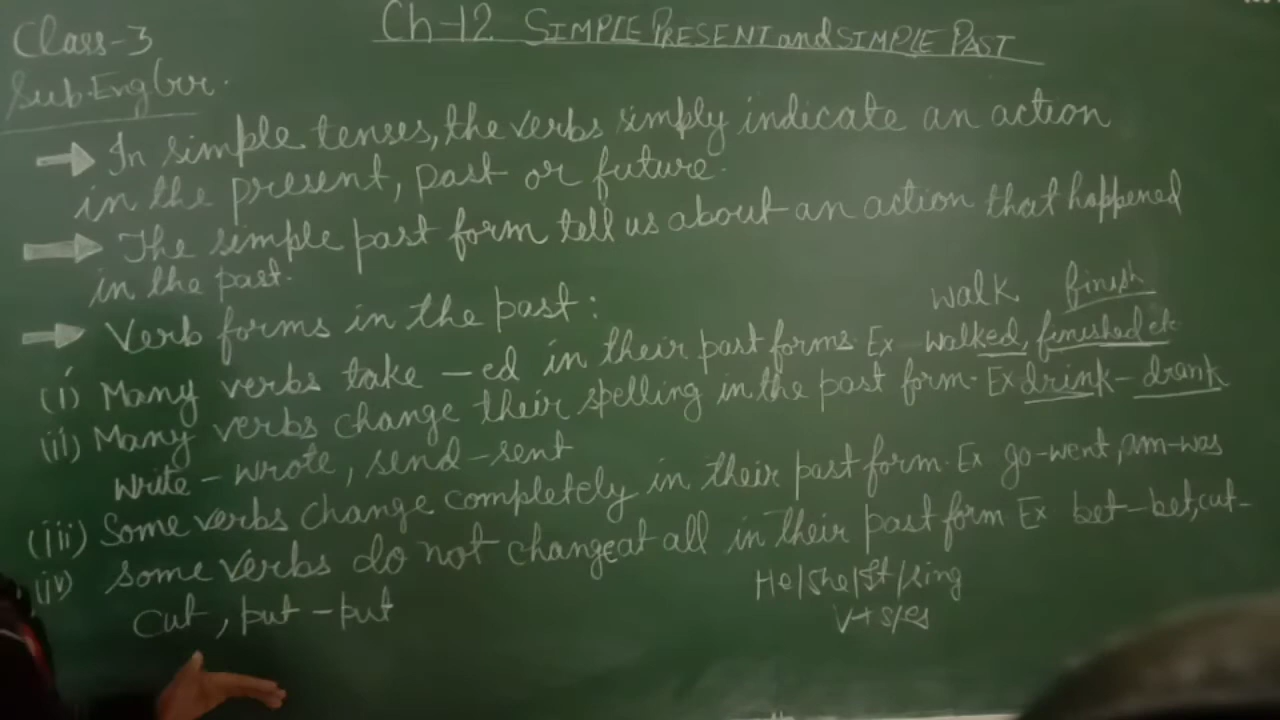 Class-3
Ch-12 SIMPLE PRESENT and SIMPLE PAST
Sub. Eng Gur.
→ In simple tenses, the verbs simply indicate an action
in the present, past or future.
→ The simple past form tell us about an action that happened
in the past.
walk finish
→ Verb forms in the past:
(i) Many verbs take -ed in their past forms. Ex walked, finished etc
(ii) Many verbs change their spelling in the past form. Ex drink - drank
write - wrote, send - sent
(iii) Some verbs change completely in their past form. Ex go-went, am-was
(iv) Some verbs do not change at all in their past form Ex bet-bet, cut-
cut, put - put
He/She/It/Sing
V+s/es